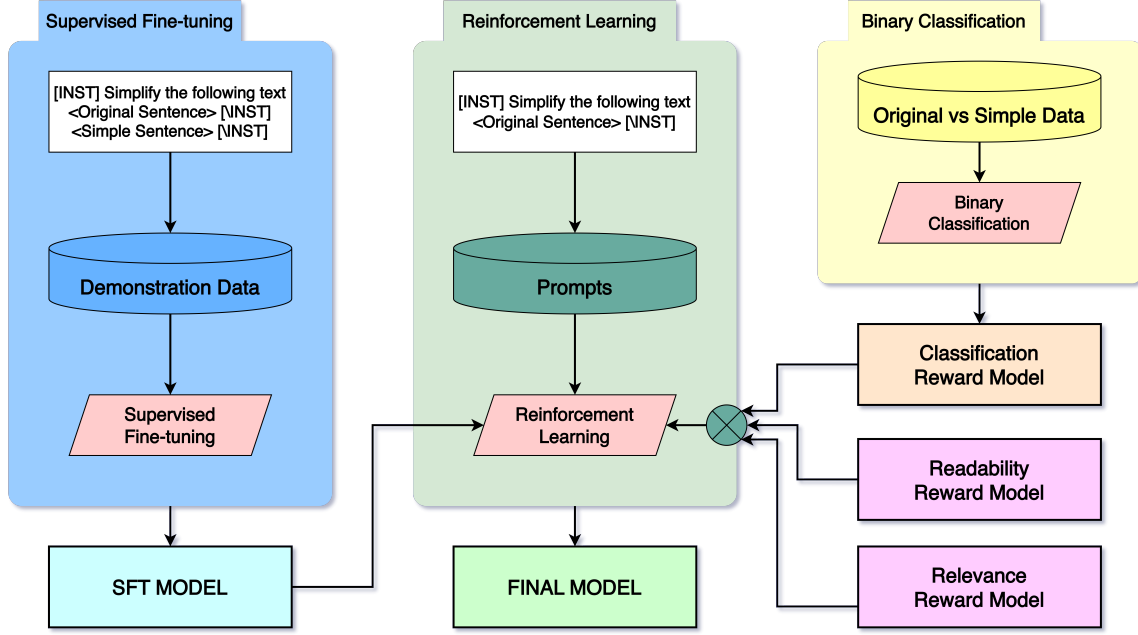 Supervised Fine-tuning
[INST] Simplify the following text
<Original Sentence> [\INST]
<Simple Sentence> [\INST]
Demonstration Data
Supervised
Fine-tuning
SFT MODEL
Reinforcement Learning
[INST] Simplify the following text
<Original Sentence> [\INST]
Prompts
Reinforcement
Learning
FINAL MODEL
Binary Classification
Original vs Simple Data
Binary
Classification
Classification
Reward Model
Readability
Reward Model
Relevance
Reward Model